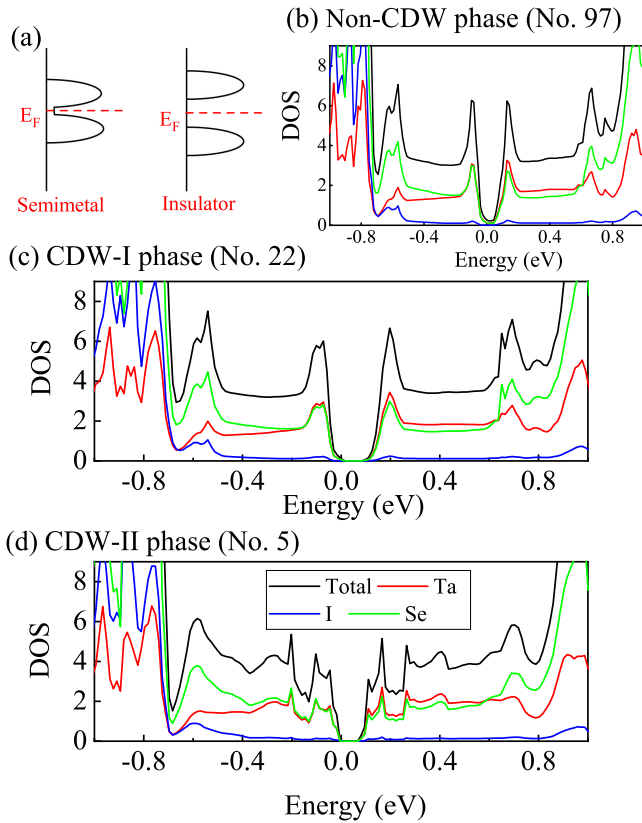 (a)
E_F
E_F
Semimetal
Insulator
(b) Non-CDW phase (No. 97)
DOS
8
6
4
2
0
-0.8 -0.4 0.0 0.4 0.8
Energy (eV)
(c) CDW-I phase (No. 22)
DOS
8
6
4
2
0
-0.8 -0.4 0.0 0.4 0.8
Energy (eV)
(d) CDW-II phase (No. 5)
DOS
8
6
4
2
0
Total Ta
I Se
-0.8 -0.4 0.0 0.4 0.8
Energy (eV)